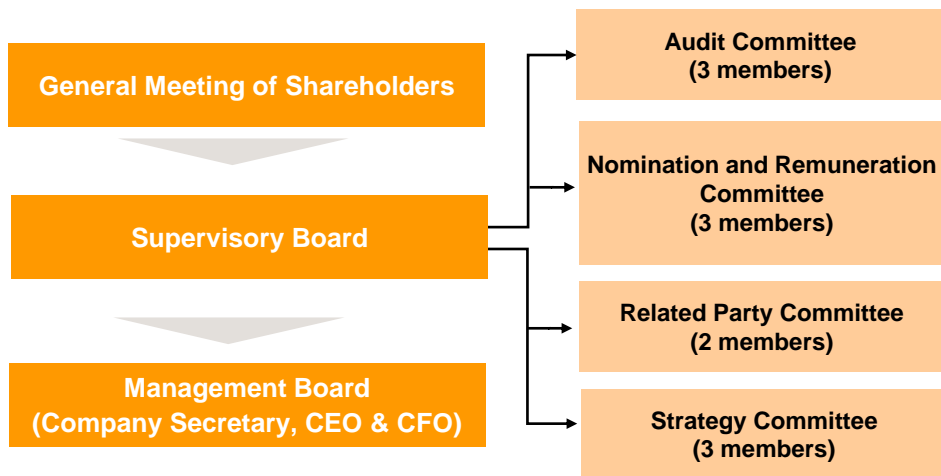 General Meeting of Shareholders
Supervisory Board
Management Board
(Company Secretary, CEO & CFO)
Audit Committee
(3 members)
Nomination and Remuneration
Committee
(3 members)
Related Party Committee
(2 members)
Strategy Committee
(3 members)